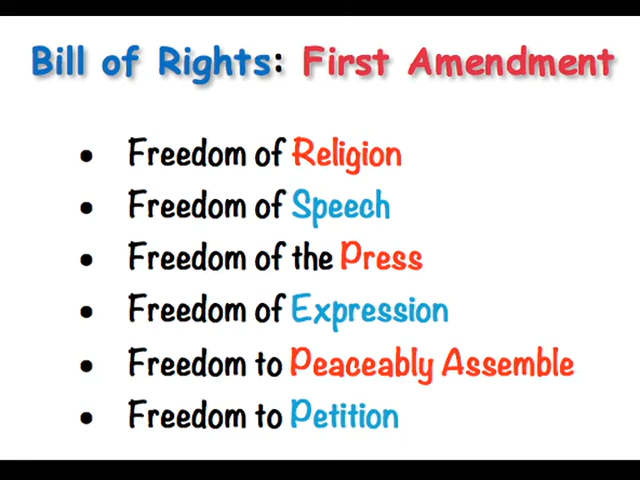 Bill of Rights: First Amendment
• Freedom of Religion
• Freedom of Speech
• Freedom of the Press
• Freedom of Expression
• Freedom to Peaceably Assemble
• Freedom to Petition